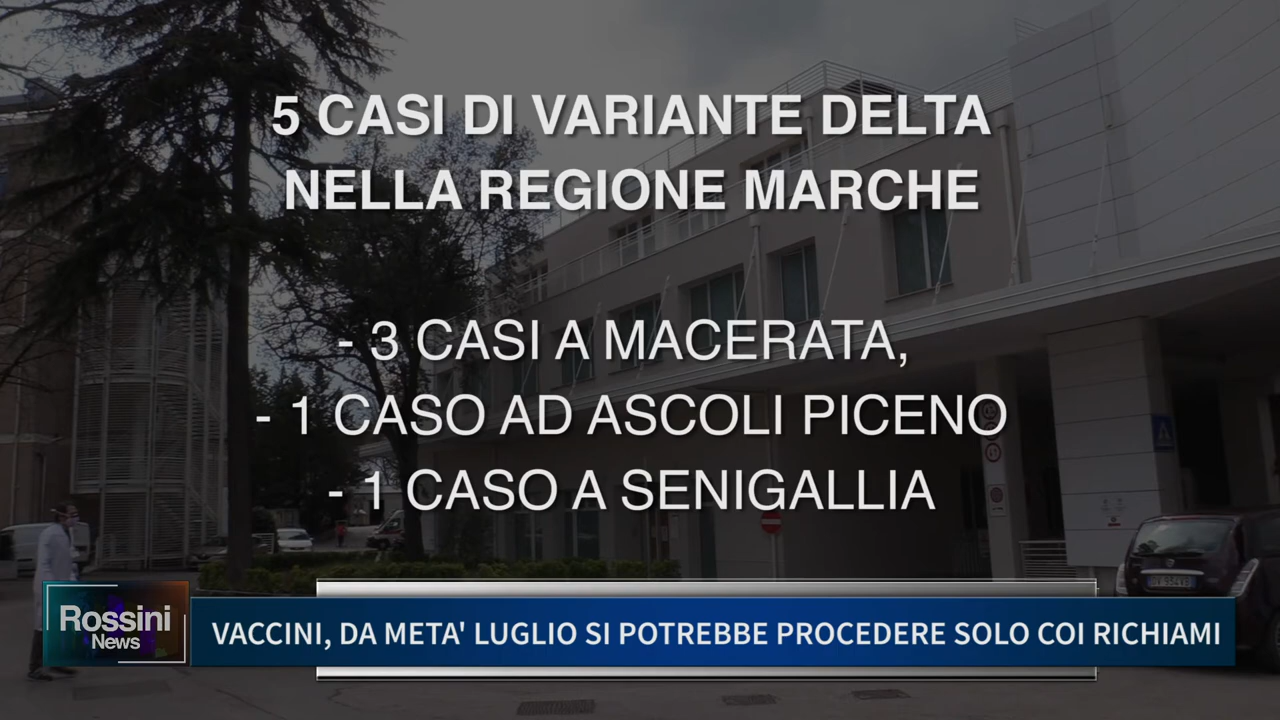 5 CASI DI VARIANTE DELTA
NELLA REGIONE MARCHE
- 3 CASI A MACERATA,
- 1 CASO AD ASCOLI PICENO
- 1 CASO A SENIGALLIA
Rossini
News
VACCINI, DA META' LUGLIO SI POTREBBE PROCEDERE SOLO COI RICHIAMI